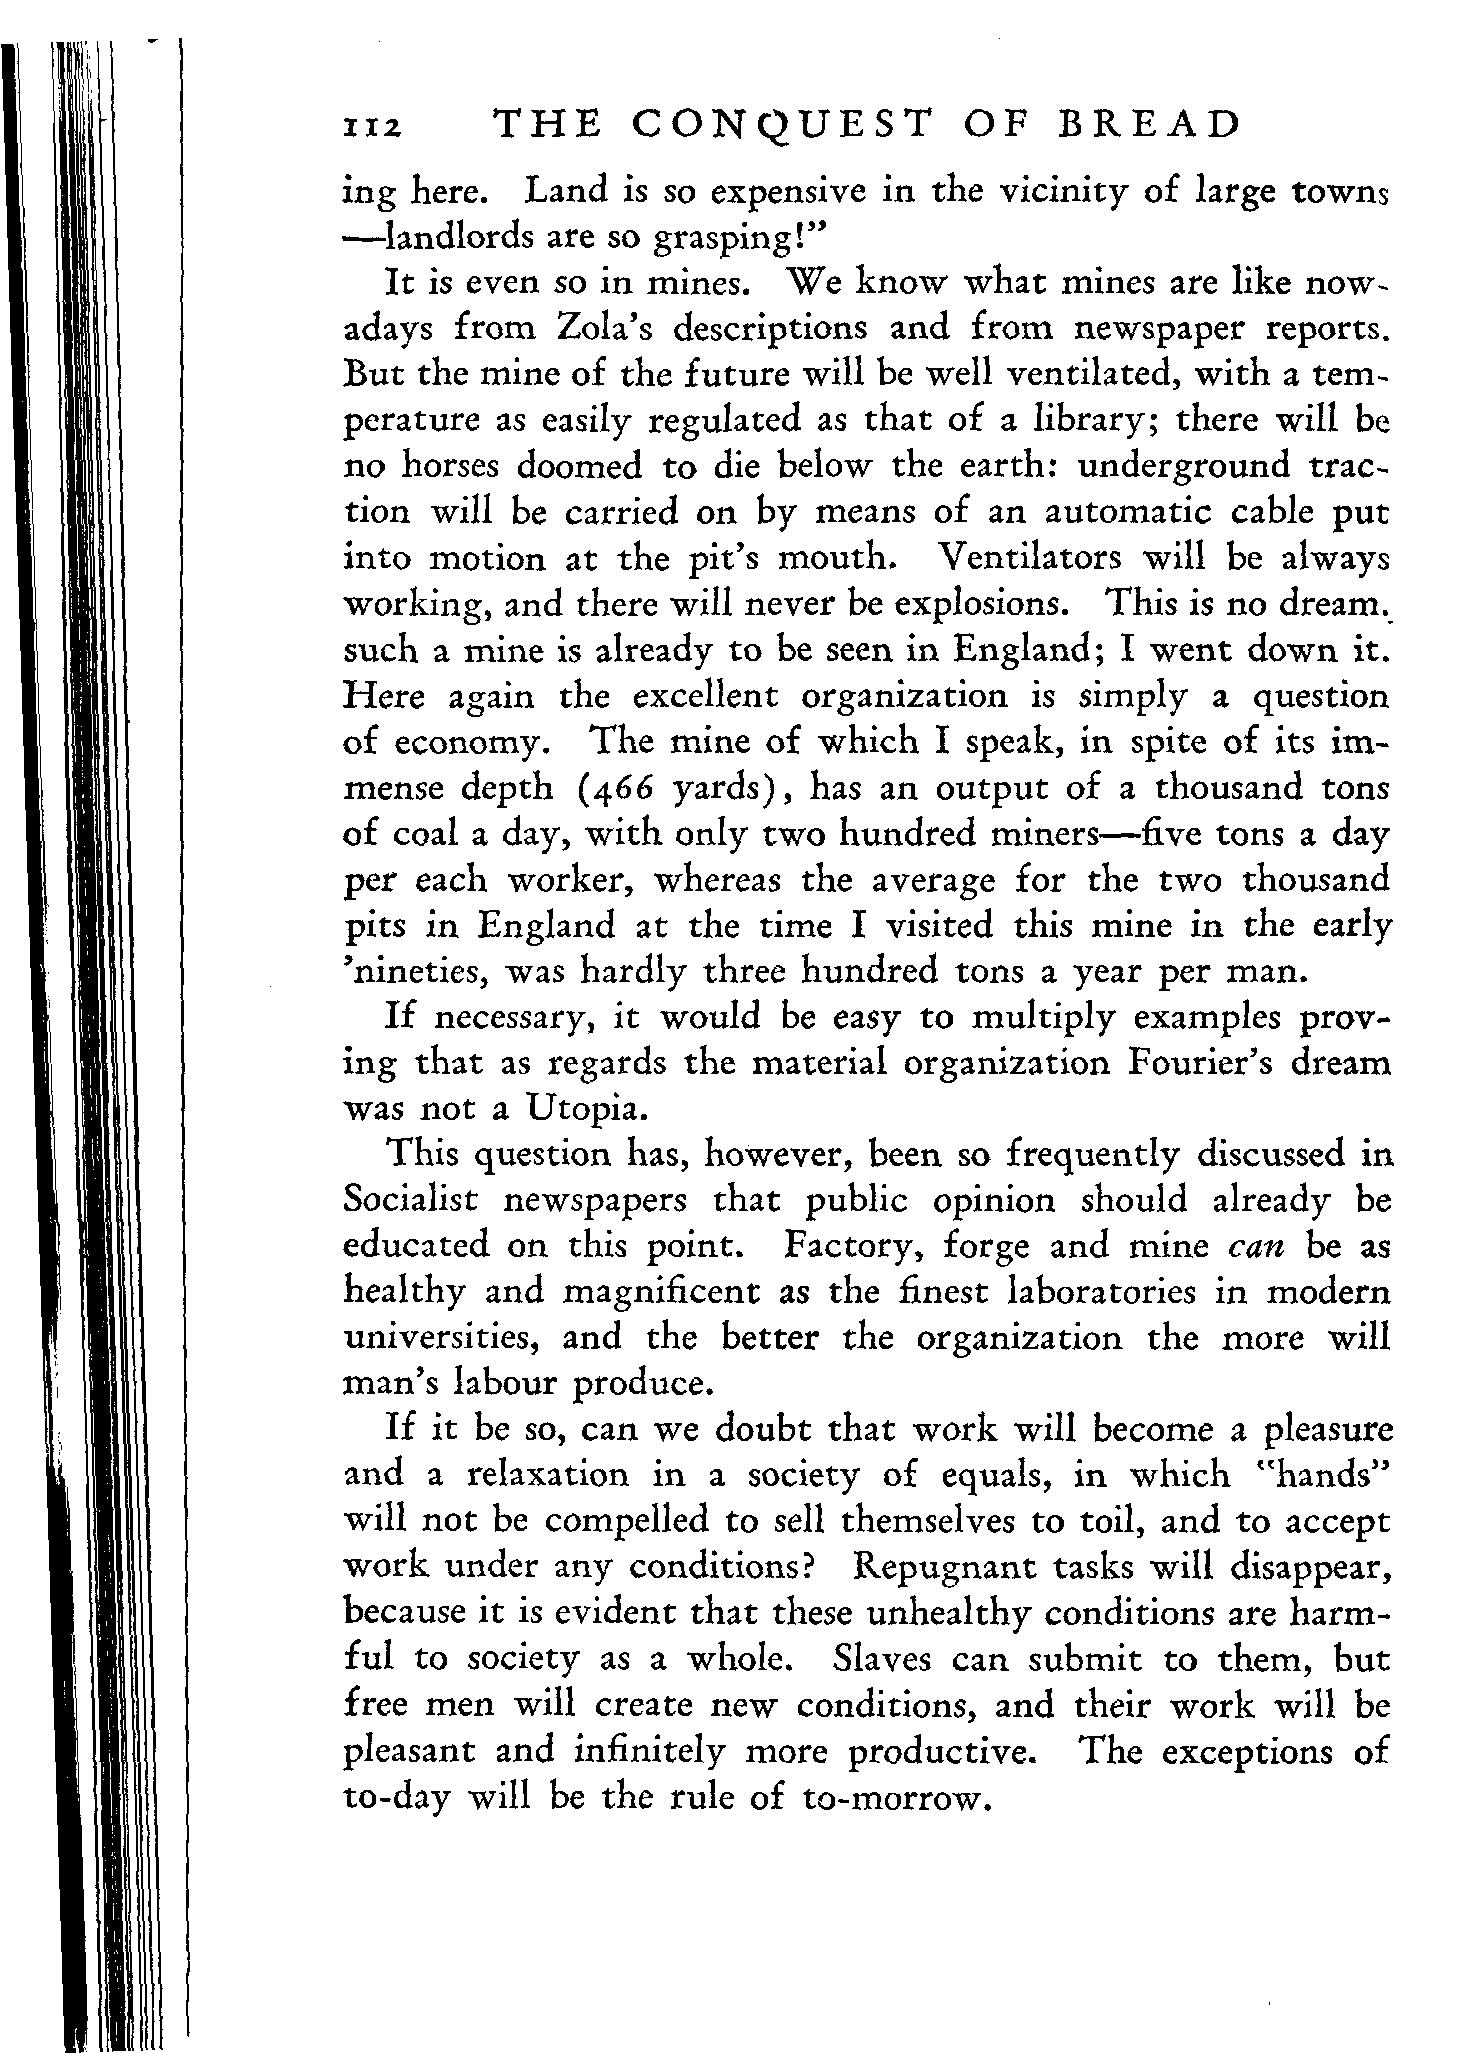 112 THE CONQUEST OF BREAD
ing here. Land is so expensive in the vicinity of large towns
—landlords are so grasping!”
It is even so in mines. We know what mines are like now-
adays from Zola’s descriptions and from newspaper reports.
But the mine of the future will be well ventilated, with a tem-
perature as easily regulated as that of a library; there will be
no horses doomed to die below the earth: underground trac-
tion will be carried on by means of an automatic cable put
into motion at the pit’s mouth. Ventilators will be always
working, and there will never be explosions. This is no dream.
such a mine is already to be seen in England; I went down it.
Here again the excellent organization is simply a question
of economy. The mine of which I speak, in spite of its im-
mense depth (466 yards), has an output of a thousand tons
of coal a day, with only two hundred miners—five tons a day
per each worker, whereas the average for the two thousand
pits in England at the time I visited this mine in the early
’nineties, was hardly three hundred tons a year per man.
If necessary, it would be easy to multiply examples prov-
ing that as regards the material organization Fourier’s dream
was not a Utopia.
This question has, however, been so frequently discussed in
Socialist newspapers that public opinion should already be
educated on this point. Factory, forge and mine can be as
healthy and magnificent as the finest laboratories in modern
universities, and the better the organization the more will
man’s labour produce.
If it be so, can we doubt that work will become a pleasure
and a relaxation in a society of equals, in which “hands”
will not be compelled to sell themselves to toil, and to accept
work under any conditions? Repugnant tasks will disappear,
because it is evident that these unhealthy conditions are harm-
ful to society as a whole. Slaves can submit to them, but
free men will create new conditions, and their work will be
pleasant and infinitely more productive. The exceptions of
to-day will be the rule of to-morrow.